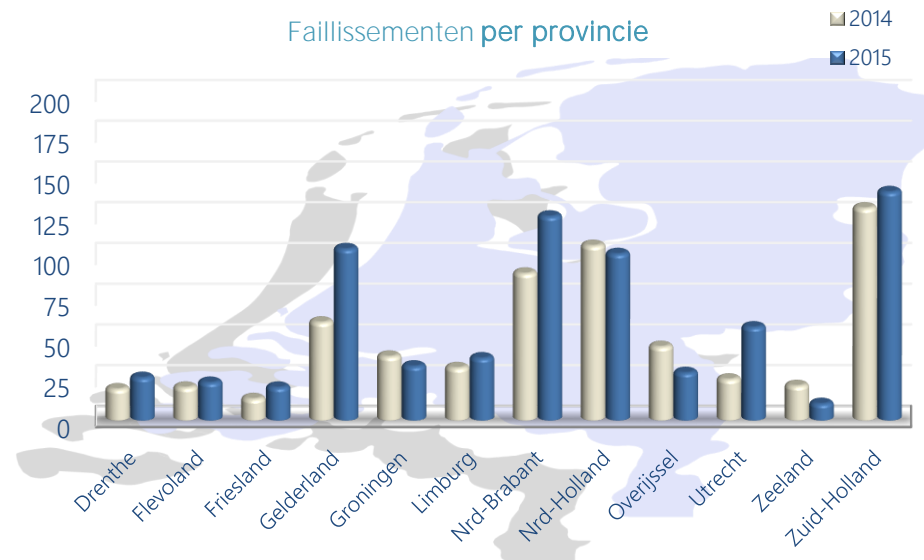 Faillissementen per provincie
2014
2015
200
175
150
125
100
75
50
25
0
Drenthe
Flevoland
Friesland
Gelderland
Groningen
Limburg
Nrd-Brabant
Nrd-Holland
Overijssel
Utrecht
Zeeland
Zuid-Holland